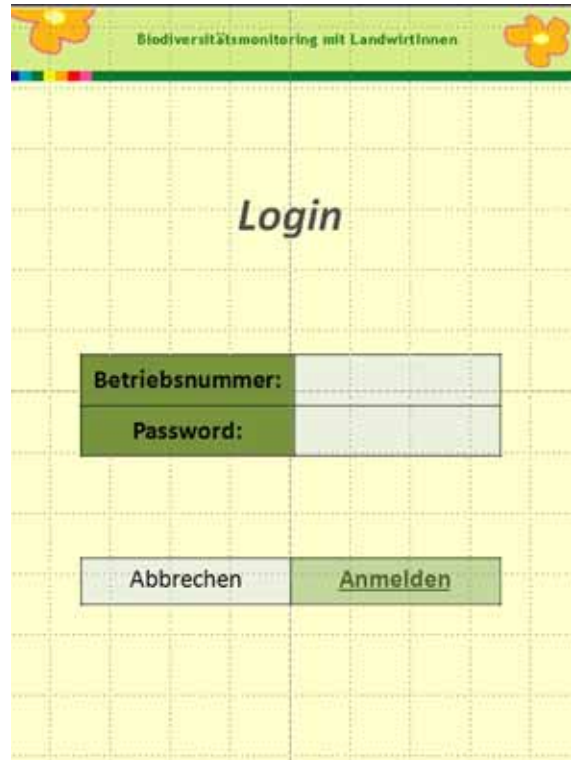 Biodiversitätsmonitoring mit LandwirtInnen
Login
Betriebsnummer:
Password:
Abbrechen Anmelden